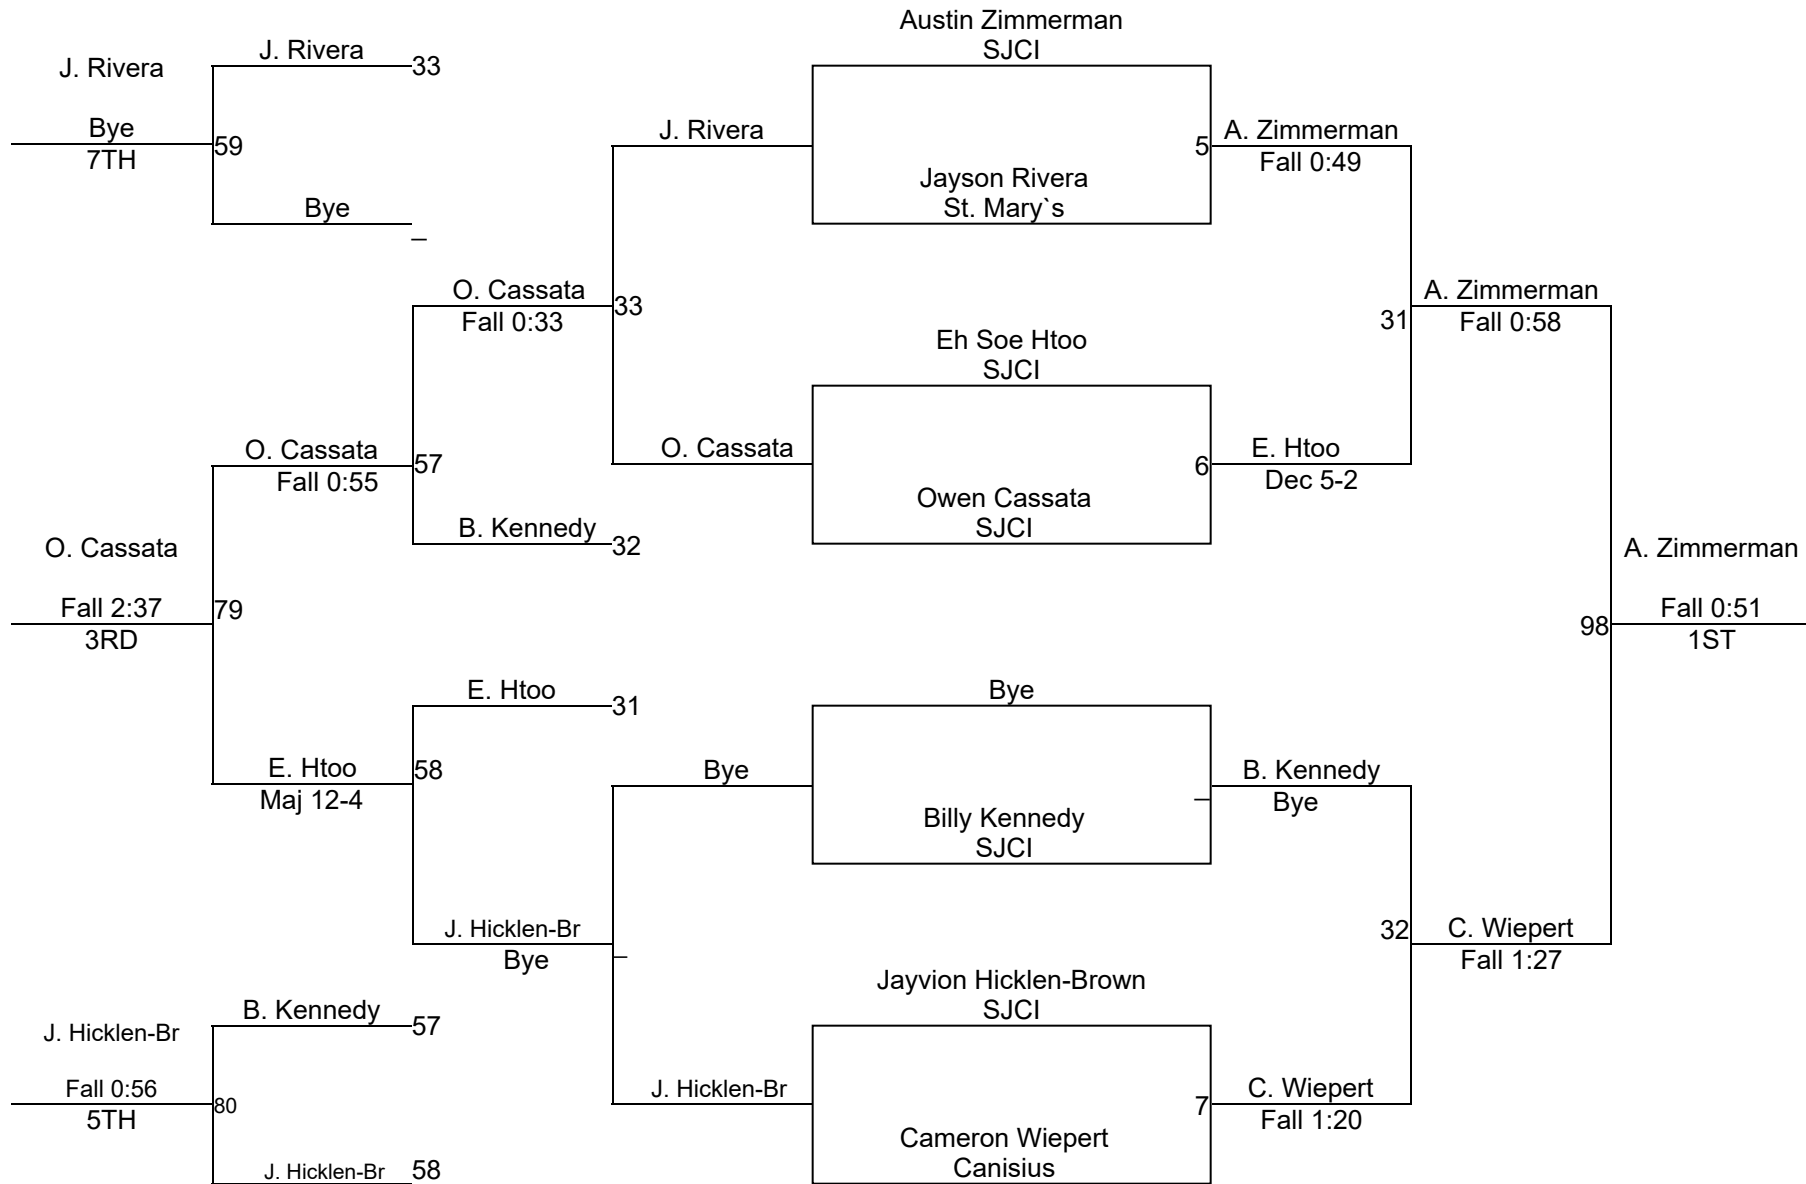 Austin Zimmerman
SJCI
J. Rivera
J. Rivera
33
Bye
59
7TH
J. Rivera
5
A. Zimmerman
Fall 0:49
Jayson Rivera
St. Mary`s
Bye
_
O. Cassata
33
Fall 0:33
A. Zimmerman
31
Fall 0:58
Eh Soe Htoo
SJCI
O. Cassata
57
Fall 0:55
O. Cassata
6
E. Htoo
Dec 5-2
Owen Cassata
SJCI
B. Kennedy
32
O. Cassata
A. Zimmerman
Fall 2:37
79
3RD
98
Fall 0:51
1ST
E. Htoo
31
Bye
E. Htoo
58
Maj 12-4
Bye
_
B. Kennedy
Bye
Billy Kennedy
SJCI
J. Hicklen-Br
_
Bye
32
C. Wiepert
Fall 1:27
Jayvion Hicklen-Brown
SJCI
B. Kennedy
57
J. Hicklen-Br
Fall 0:56
80
5TH
J. Hicklen-Br
7
C. Wiepert
Fall 1:20
Cameron Wiepert
Canisius
J. Hicklen-Br
58